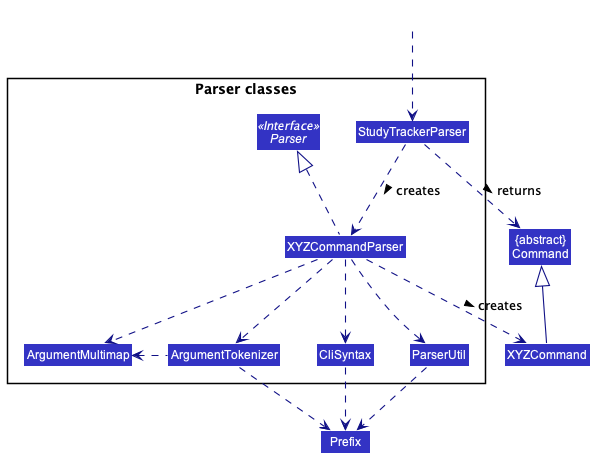 Parser classes
«Interface»
Parser
StudyTrackerParser
creates
returns
XYZCommandParser
{abstract}
Command
creates
ArgumentMultimap
ArgumentTokenizer
CliSyntax
ParserUtil
XYZCommand
Prefix